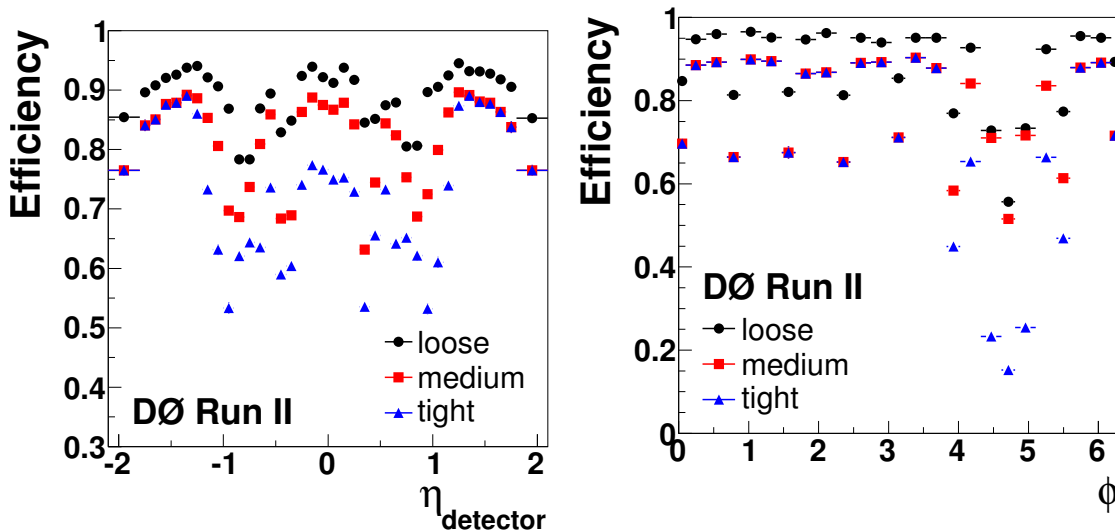 Efficiency
1
0.9
0.8
0.7
0.6
0.5
0.4
0.3
-2 -1 0 1 2
η detector
DØ Run II
loose
medium
tight
Efficiency
1
0.8
0.6
0.4
0.2
0
0 1 2 3 4 5 6
ϕ
DØ Run II
loose
medium
tight